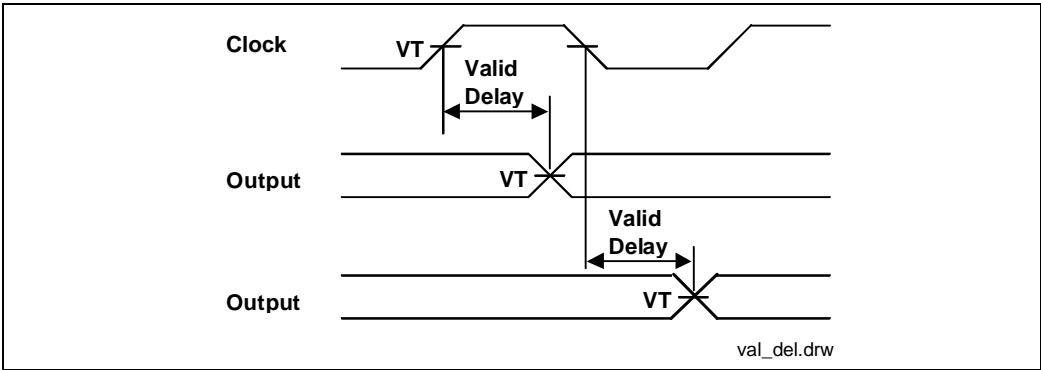 Clock
VT
Valid
Delay
Output
VT
Valid
Delay
Output
VT
val_del.drw